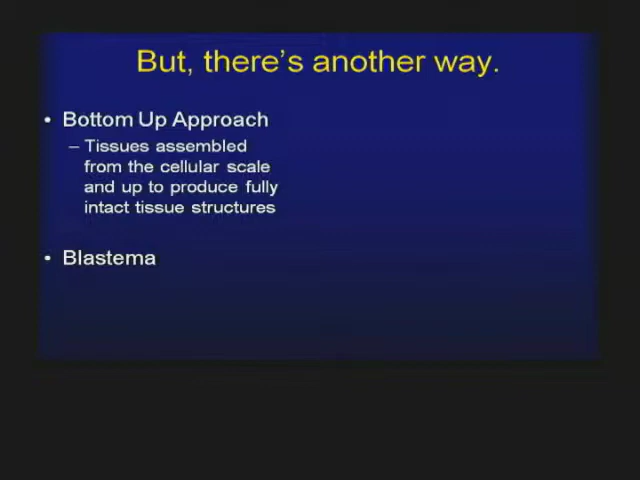 But, there's another way.
• Bottom Up Approach
– Tissues assembled
from the cellular scale
and up to produce fully
intact tissue structures
• Blastema